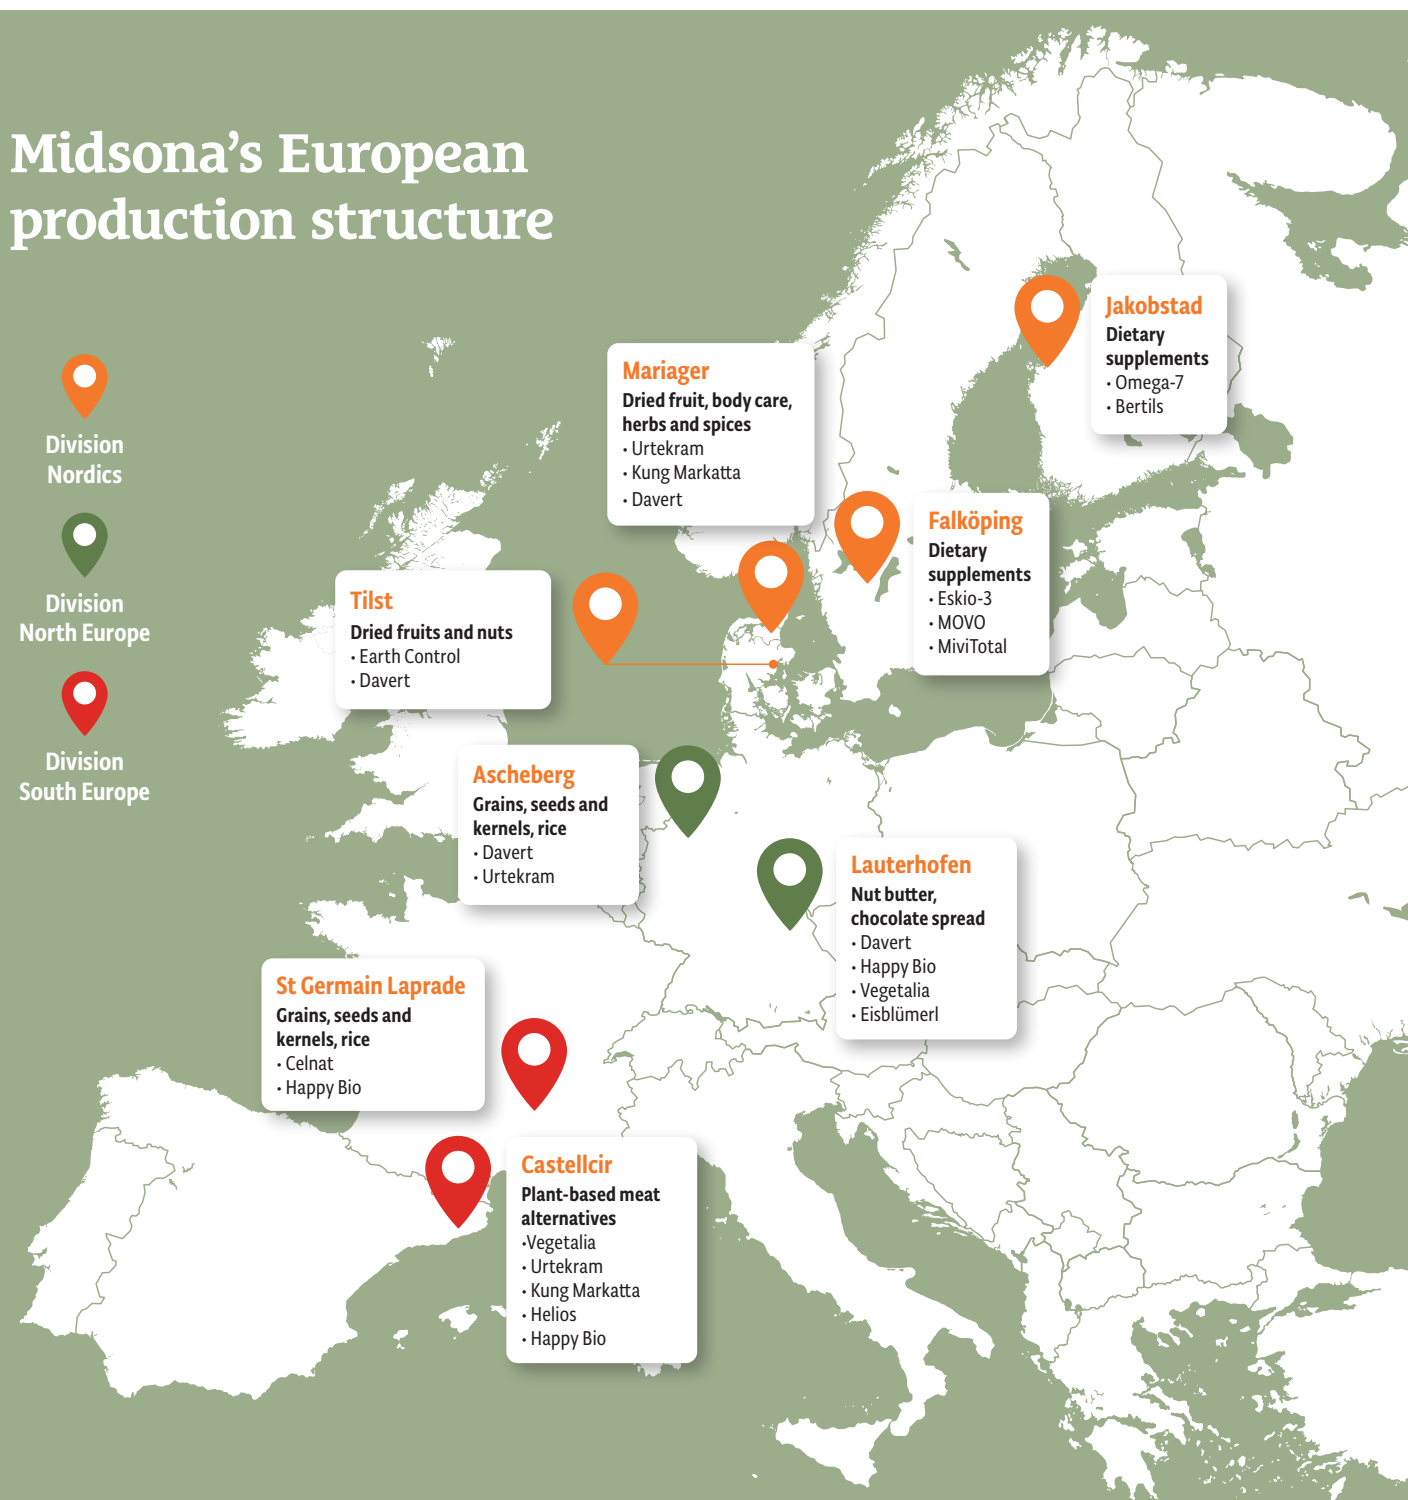 Midsona’s European
production structure
Division
Nordics
Division
North Europe
Division
South Europe
Jakobstad
Dietary
supplements
• Omega-7
• Bertils
Mariager
Dried fruit, body care,
herbs and spices
• Urtekram
• Kung Markatta
• Davert
Falköping
Dietary
supplements
• Eskio-3
• MOVO
• MiviTotal
Tilst
Dried fruits and nuts
• Earth Control
• Davert
Ascheberg
Grains, seeds and
kernels, rice
• Davert
• Urtekram
Lauterhofen
Nut butter,
chocolate spread
• Davert
• Happy Bio
• Vegetalia
• Eisblümerl
St Germain Laprade
Grains, seeds and
kernels, rice
• Celnat
• Happy Bio
Castellcir
Plant-based meat
alternatives
•Vegetalia
• Urtekram
• Kung Markatta
• Helios
• Happy Bio